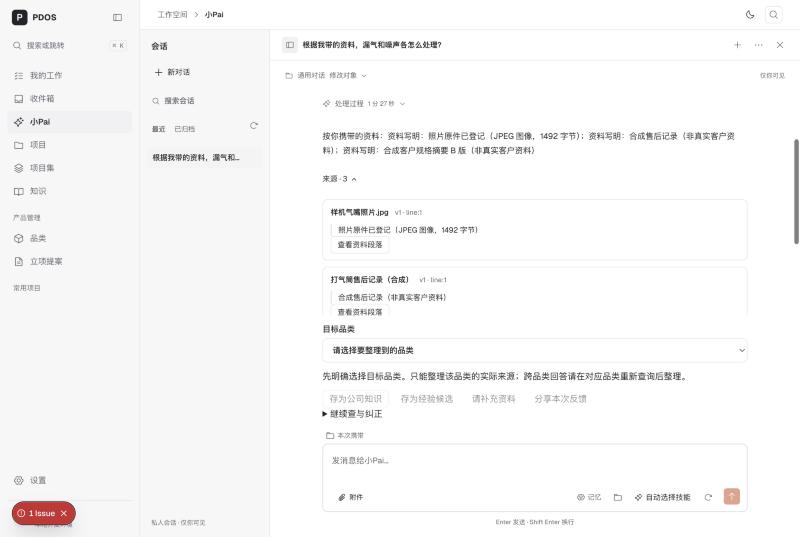 P PDOS
工作空间 > 小Pai
搜索或跳转 ⌘ K
我的工作
收件箱
小Pai
项目
项目集
知识
产品管理
品类
立项提案
常用项目
设置
1 Issue ×
会话
+ 新对话
搜索会话
最近 已归档
根据我带的资料，漏气和...
私人会话 · 仅你可见
根据我带的资料，漏气和噪声各怎么处理?
通用对话 修改对象
仅你可见
处理过程 1 分 27 秒
按你携带的资料：资料写明：照片原件已登记（JPEG 图像，1492 字节）；资料写明：合成售后记录（非真实客户资
料）；资料写明：合成客户规格摘要 B 版（非真实客户资料）
来源 · 3
样机气嘴照片.jpg v1 · line:1
照片原件已登记（JPEG 图像，1492 字节）
查看资料段落
打气筒售后记录（合成） v1 · line:1
合成售后记录（非真实客户资料）
查看资料段落
目标品类
请选择要整理到的品类
先明确选择目标品类。只能整理该品类的实际来源；跨品类回答请在对应品类重新查询后整理。
存为公司知识 存为经验候选 请补充资料 分享本次反馈
▶ 继续查与纠正
本次携带
发消息给小Pai...
附件
记忆
自动选择技能
Enter 发送 · Shift Enter 换行